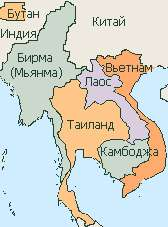 Бутан
Китай
Индия
Бирма
(Мьянма)
Вьетнам
Лаос
Таиланд
Камбоджа